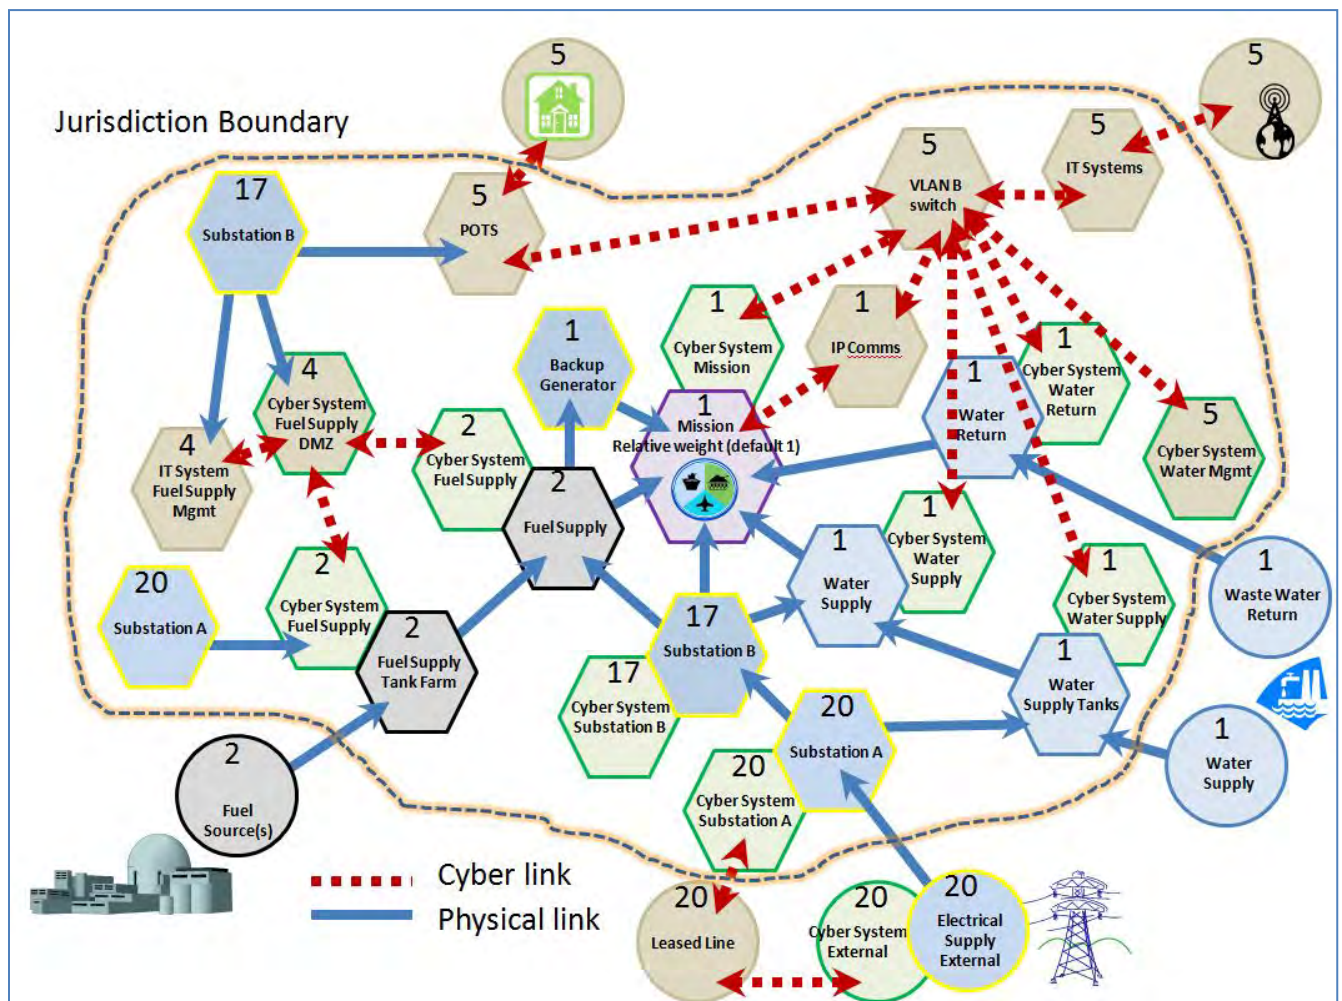 5
5
Jurisdiction Boundary
5
IT Systems
5
VLAN B
switch
17
Substation B
5
POTS
1
Backup
Generator
1
Cyber System
Mission
1
IP Comms
1
Cyber System
Water
Return
1
Water
Return
4
Cyber System
Fuel Supply
DMZ
1
Mission
Relative weight (default 1)
5
Cyber System
Water Mgmt
4
IT System
Fuel Supply
Mgmt
2
Cyber System
Fuel Supply
2
Fuel Supply
1
Cyber System
Water
Supply
1
Water
Supply
1
Cyber System
Water Supply
1
Waste Water
Return
20
Substation A
2
Cyber System
Fuel Supply
2
Fuel Supply
Tank Farm
17
Substation B
17
Cyber System
Substation B
1
Water
Supply Tanks
20
Substation A
1
Water
Supply
2
Fuel
Source(s)
20
Cyber System
Substation A
Cyber link
Physical link
20
Leased Line
20
Cyber System
External
20
Electrical
Supply
External